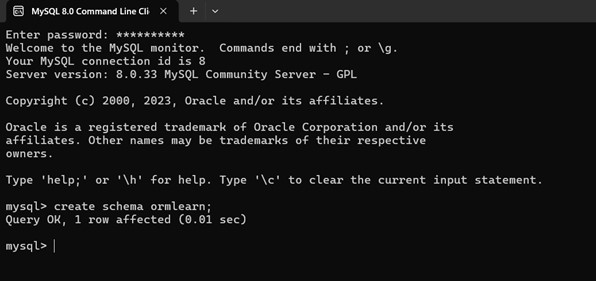 MySQL 8.0 Command Line Cli
Enter password: **********
Welcome to the MySQL monitor.  Commands end with ; or \g.
Your MySQL connection id is 8
Server version: 8.0.33 MySQL Community Server - GPL
Copyright (c) 2000, 2023, Oracle and/or its affiliates.
Oracle is a registered trademark of Oracle Corporation and/or its
affiliates. Other names may be trademarks of their respective
owners.
Type 'help;' or '\h' for help. Type '\c' to clear the current input statement.
mysql> create schema ormlearn;
Query OK, 1 row affected (0.01 sec)
mysql>